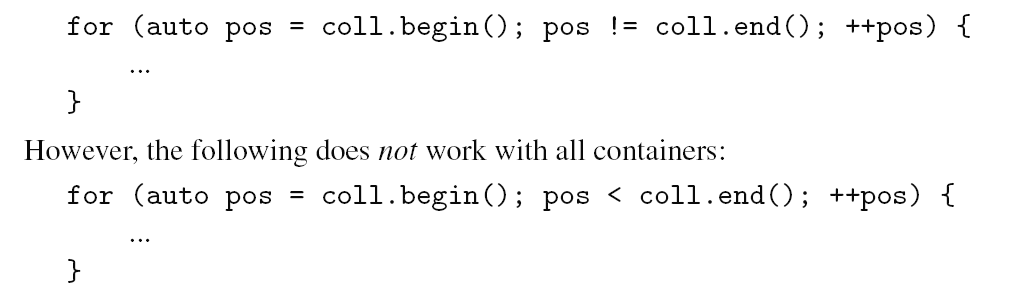 for (auto pos = coll.begin(); pos != coll.end(); ++pos) {
...
}
However, the following does not work with all containers:
for (auto pos = coll.begin(); pos < coll.end(); ++pos) {
...
}